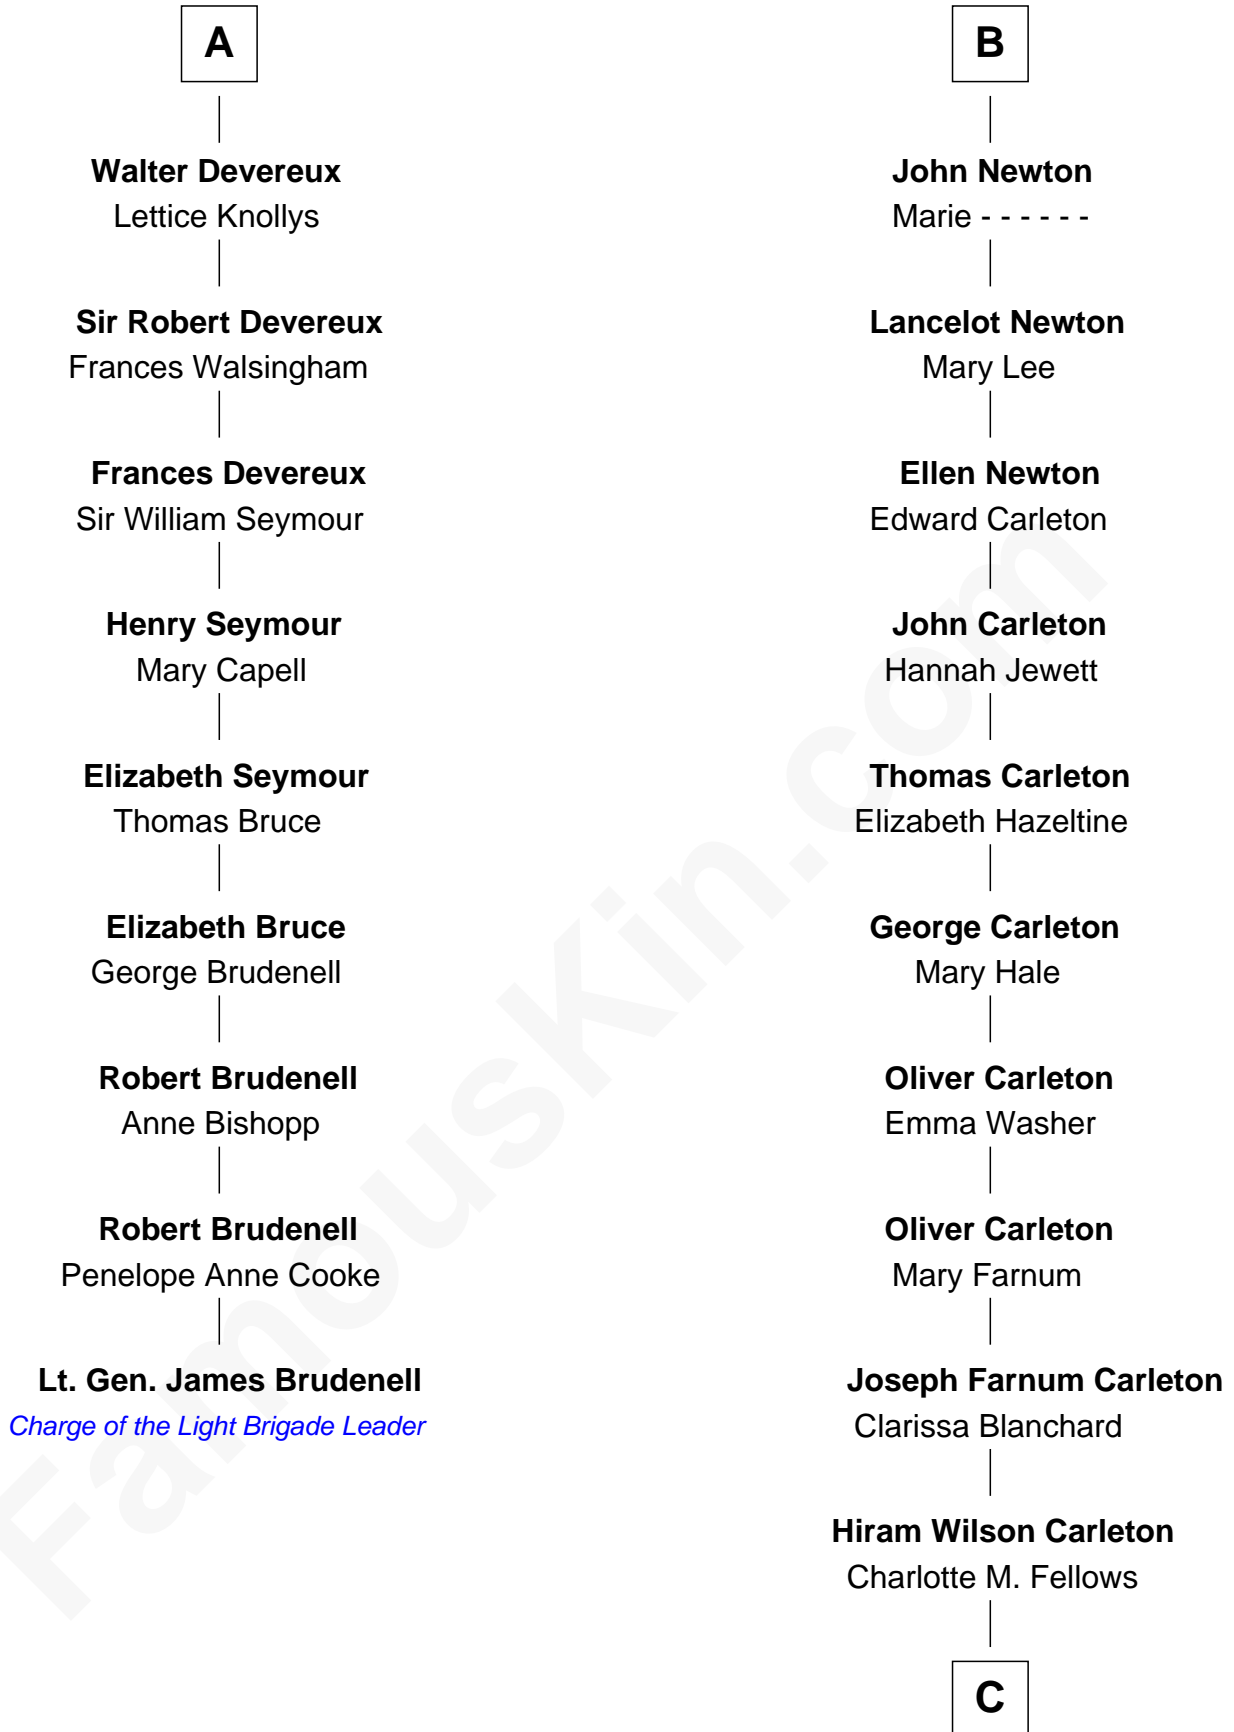 A
Walter Devereux
Lettice Knollys
Sir Robert Devereux
Frances Walsingham
Frances Devereux
Sir William Seymour
Henry Seymour
Mary Capell
Elizabeth Seymour
Thomas Bruce
Elizabeth Bruce
George Brudenell
Robert Brudenell
Anne Bishopp
Robert Brudenell
Penelope Anne Cooke
Lt. Gen. James Brudenell
Charge of the Light Brigade Leader
B
John Newton
Marie - - - - - -
Lancelot Newton
Mary Lee
Ellen Newton
Edward Carleton
John Carleton
Hannah Jewett
Thomas Carleton
Elizabeth Hazeltine
George Carleton
Mary Hale
Oliver Carleton
Emma Washer
Oliver Carleton
Mary Farnum
Joseph Farnum Carleton
Clarissa Blanchard
Hiram Wilson Carleton
Charlotte M. Fellows
C
FamousKin.com